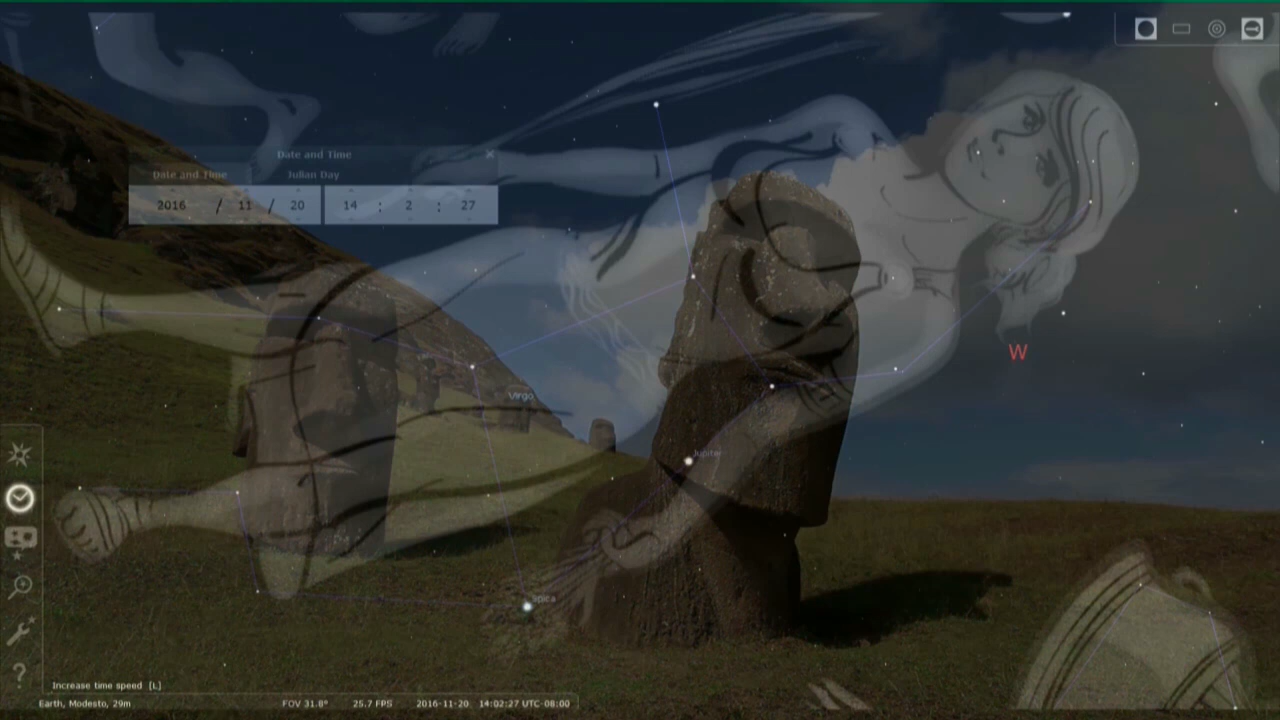 Date and Time
Date and Time Julian Day
2016 / 11 / 20 14 : 2 : 27
W
Virgo
Jupiter
Spica
Increase time speed [L]
Earth, Modesto, 29m FOV 31.8° 25.7 FPS 2016-11-20 14:02:27 UTC-08:00